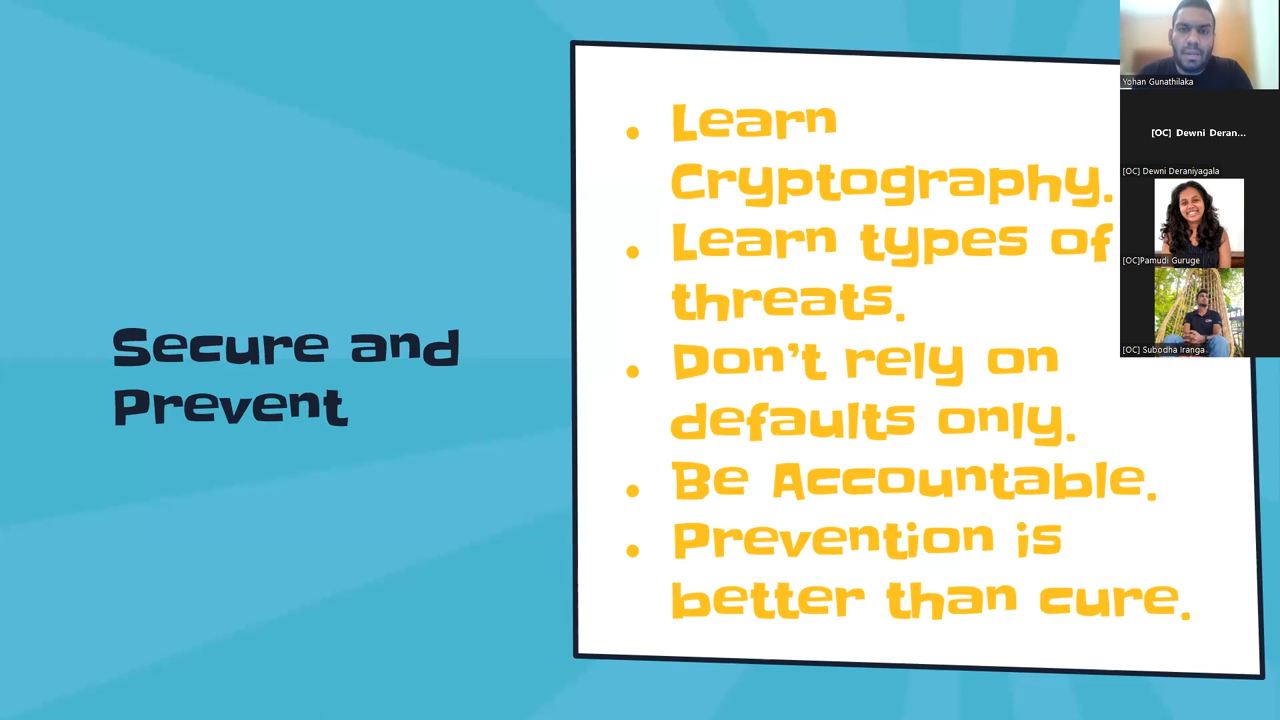 Secure and
Prevent
• Learn
Cryptography.
• Learn types of
threats.
• Don't rely on
defaults only.
• Be Accountable.
• Prevention is
better than cure.
Yohan Gunathilaka
[OC] Dewni Deran...
[OC] Dewni Deraniyagala
[OC]Pamudi Guruge
[OC] Subodha Iranga